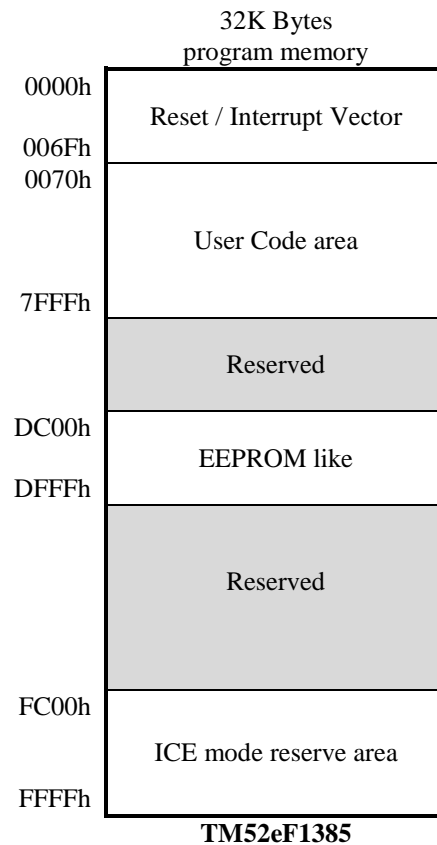 32K Bytes
program memory
0000h
Reset / Interrupt Vector
006Fh
0070h
User Code area
7FFFh
Reserved
DC00h
EEPROM like
DFFFh
Reserved
FC00h
ICE mode reserve area
FFFFh
TM52eF1385